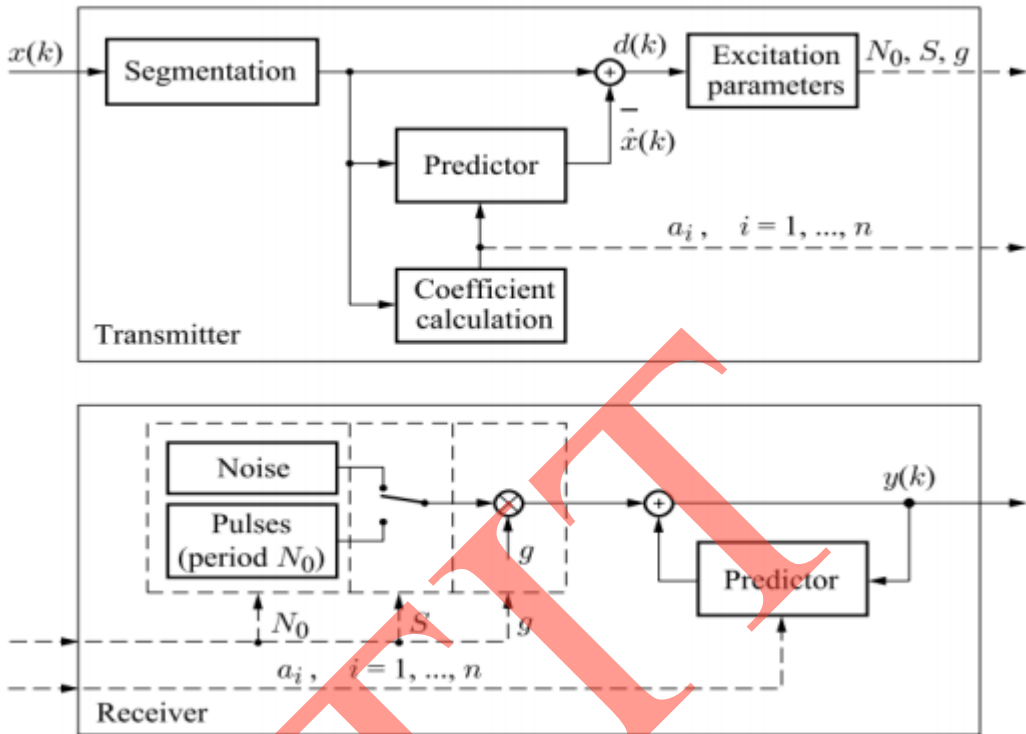 x(k)
Segmentation
d(k)
Excitation
parameters
N₀, S, g
+
−
x̂(k)
Predictor
aᵢ , i = 1, ..., n
Coefficient
calculation
Transmitter
Noise
Pulses
(period N₀)
g
+
y(k)
Predictor
N₀
S
g
aᵢ , i = 1, ..., n
Receiver